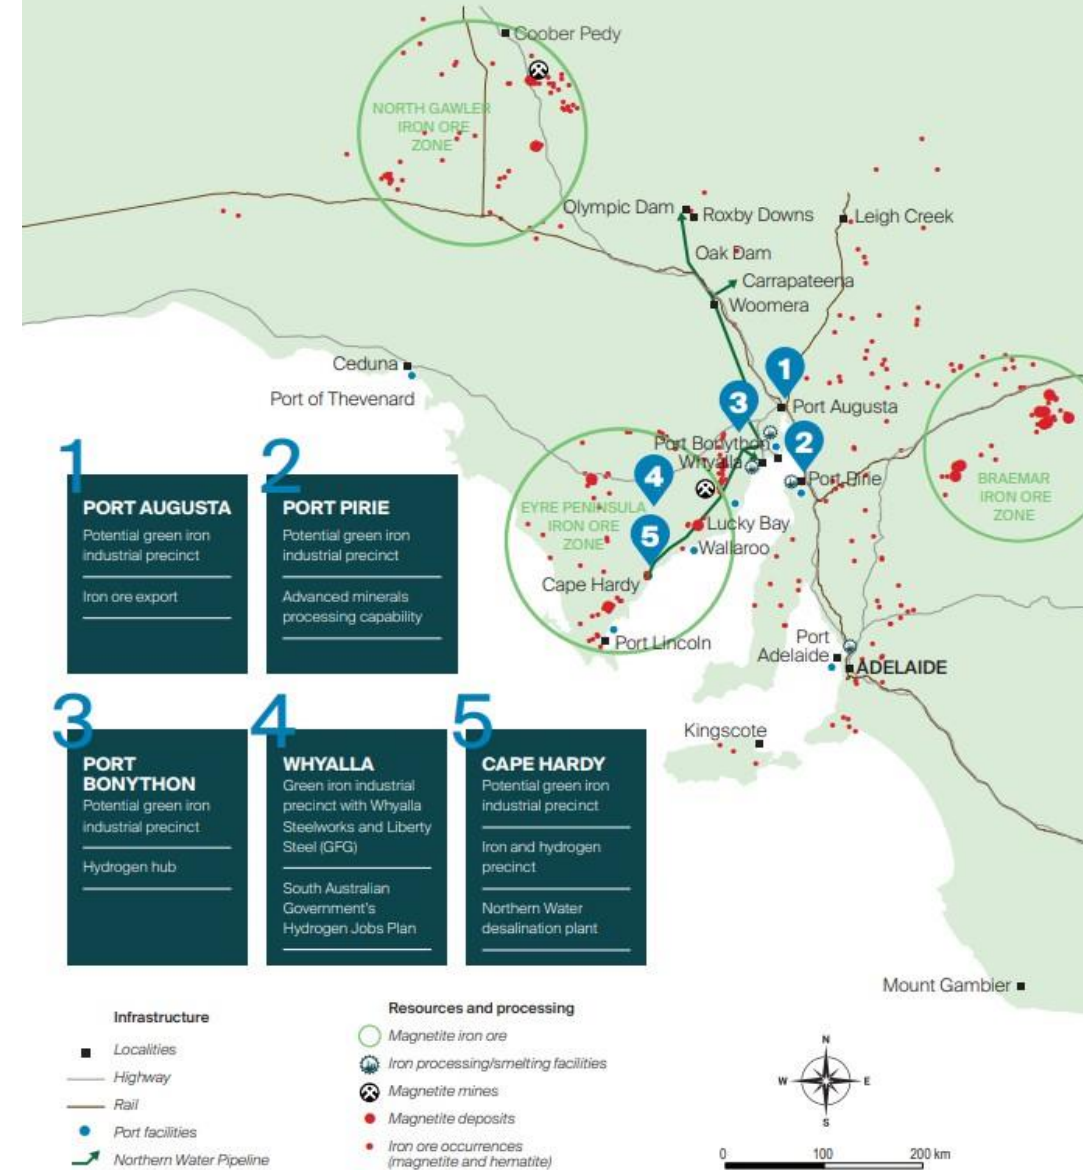 Coober Pedy
NORTH GAWLER
IRON ORE
ZONE
Olympic Dam
Roxby Downs
Leigh Creek
Oak Dam
Carrapateena
Woomera
Ceduna
Port of Thevenard
1
Port Augusta
3
2
Port Bonython
Whyalla
Port Pirie
4
EYRE PENINSULA
IRON ORE
ZONE
5
BRAEMAR
IRON ORE
ZONE
Lucky Bay
Wallaroo
Cape Hardy
Port Lincoln
Port
Adelaide
ADELAIDE
Kingscote
Mount Gambier
1
PORT AUGUSTA
Potential green iron
industrial precinct
Iron ore export
2
PORT PIRIE
Potential green iron
industrial precinct
Advanced minerals
processing capability
3
PORT
BONYTHON
Potential green iron
industrial precinct
Hydrogen hub
4
WHYALLA
Green iron industrial
precinct with Whyalla
Steelworks and Liberty
Steel (GFG)
South Australian
Government's
Hydrogen Jobs Plan
5
CAPE HARDY
Potential green iron
industrial precinct
Iron and hydrogen
precinct
Northern Water
desalination plant
Infrastructure
Localities
Highway
Rail
Port facilities
Northern Water Pipeline
Resources and processing
Magnetite iron ore
Iron processing/smelting facilities
Magnetite mines
Magnetite deposits
Iron ore occurrences
(magnetite and hematite)
N
W E
S
0 100 200 km